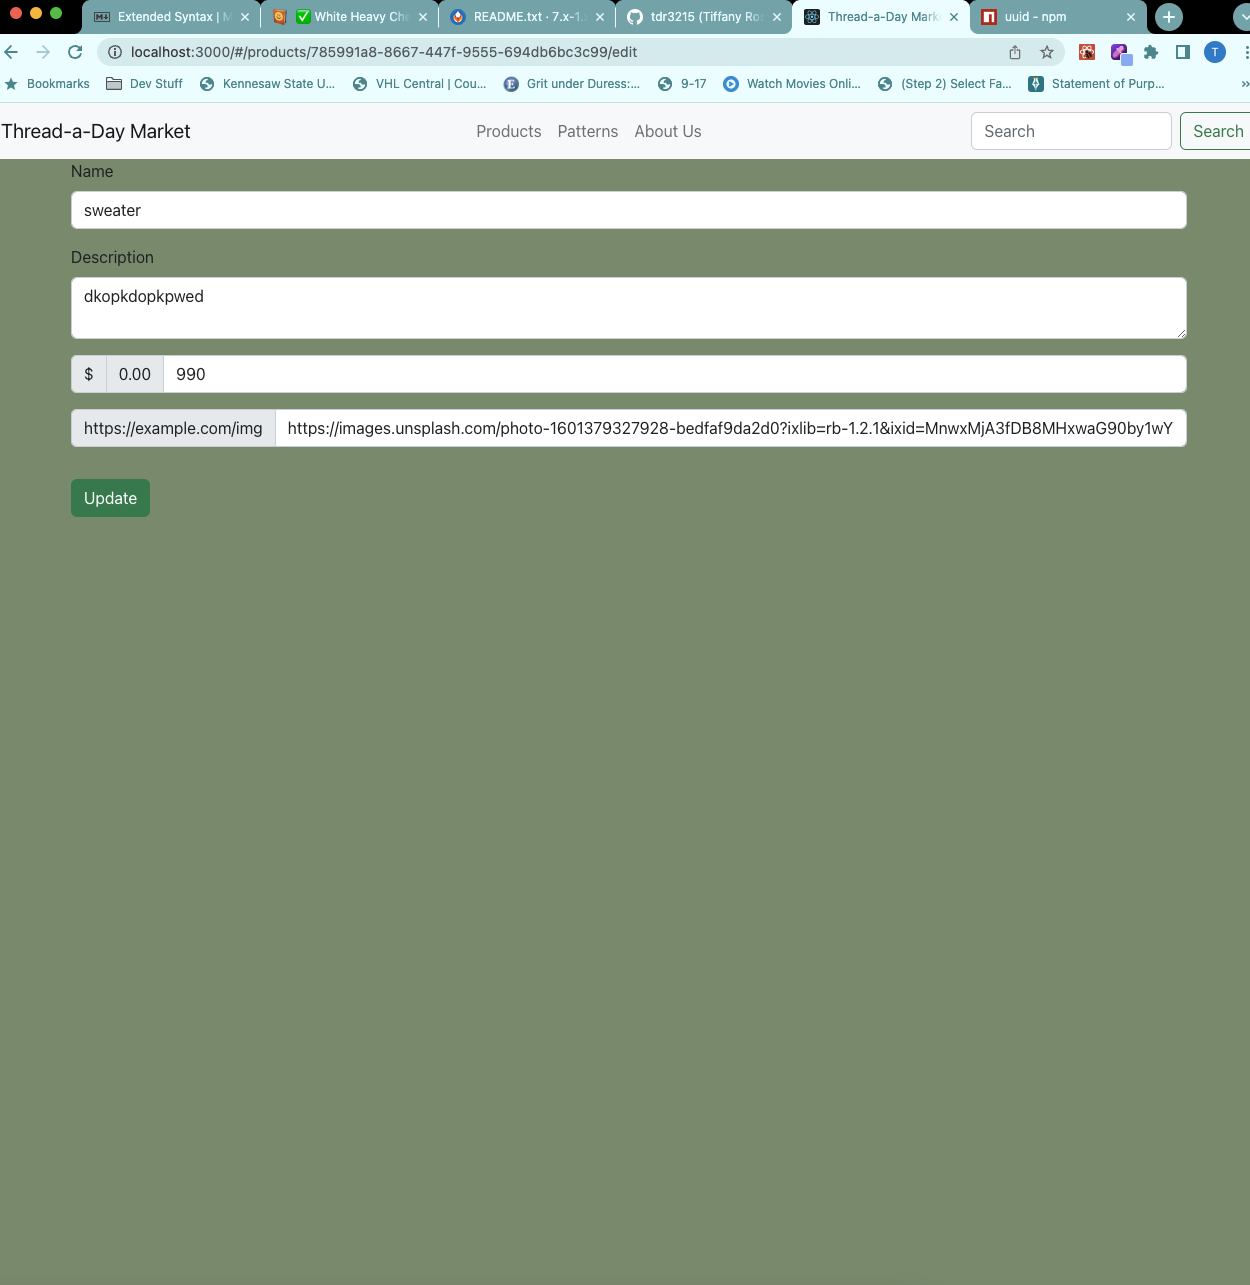 Extended Syntax | M
✅ White Heavy Che
README.txt · 7.x-1.
tdr3215 (Tiffany Ro
Thread-a-Day Mark
uuid - npm
localhost:3000/#/products/785991a8-8667-447f-9555-694db6bc3c99/edit
T
Bookmarks
Dev Stuff
Kennesaw State U...
VHL Central | Cou...
Grit under Duress:...
9-17
Watch Movies Onli...
(Step 2) Select Fa...
Statement of Purp...
Thread-a-Day Market
Products
Patterns
About Us
Search
Search
Name
sweater
Description
dkopkdopkpwed
$ 0.00 990
https://example.com/img https://images.unsplash.com/photo-1601379327928-bedfaf9da2d0?ixlib=rb-1.2.1&ixid=MnwxMjA3fDB8MHxwaG90by1wY
Update